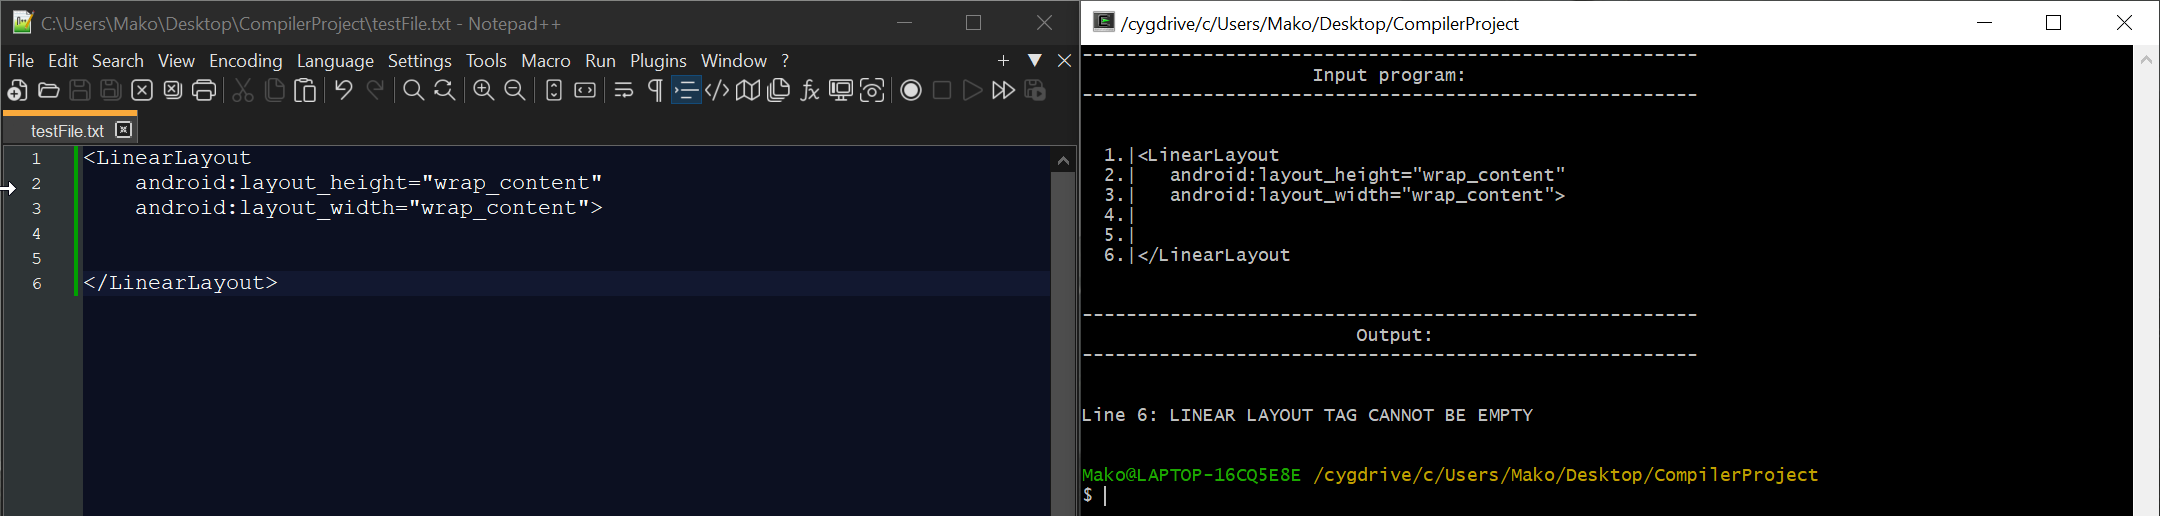 C:\Users\Mako\Desktop\CompilerProject\testFile.txt - Notepad++
File Edit Search View Encoding Language Settings Tools Macro Run Plugins Window ?
testFile.txt
1 <LinearLayout
2     android:layout_height="wrap_content"
3     android:layout_width="wrap_content">
4
5
6 </LinearLayout>
/cygdrive/c/Users/Mako/Desktop/CompilerProject
--------------------------------------------------------
Input program:
--------------------------------------------------------
1.|<LinearLayout
2.|   android:layout_height="wrap_content"
3.|   android:layout_width="wrap_content">
4.|
5.|
6.|</LinearLayout
--------------------------------------------------------
Output:
--------------------------------------------------------
Line 6: LINEAR LAYOUT TAG CANNOT BE EMPTY
Mako@LAPTOP-16CQ5E8E /cygdrive/c/Users/Mako/Desktop/CompilerProject
$